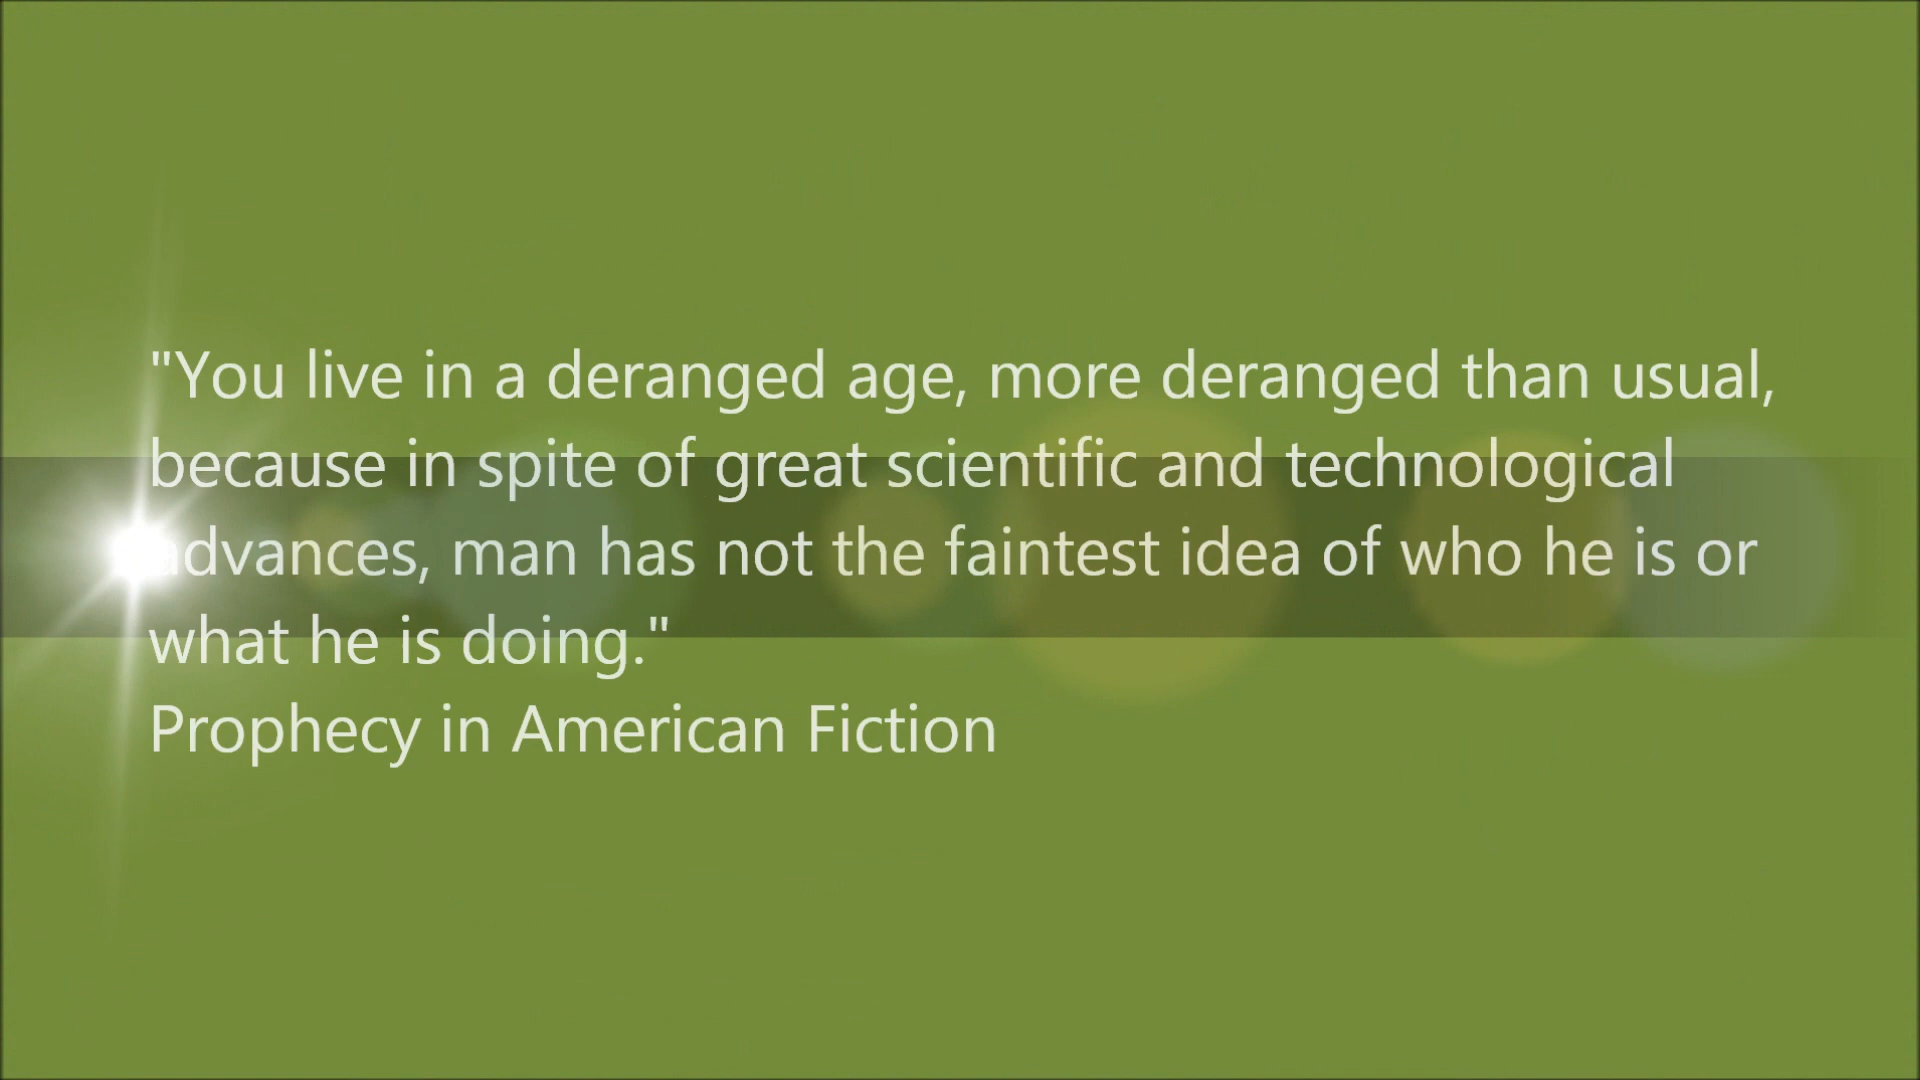 "You live in a deranged age, more deranged than usual,
because in spite of great scientific and technological
advances, man has not the faintest idea of who he is or
what he is doing."
Prophecy in American Fiction